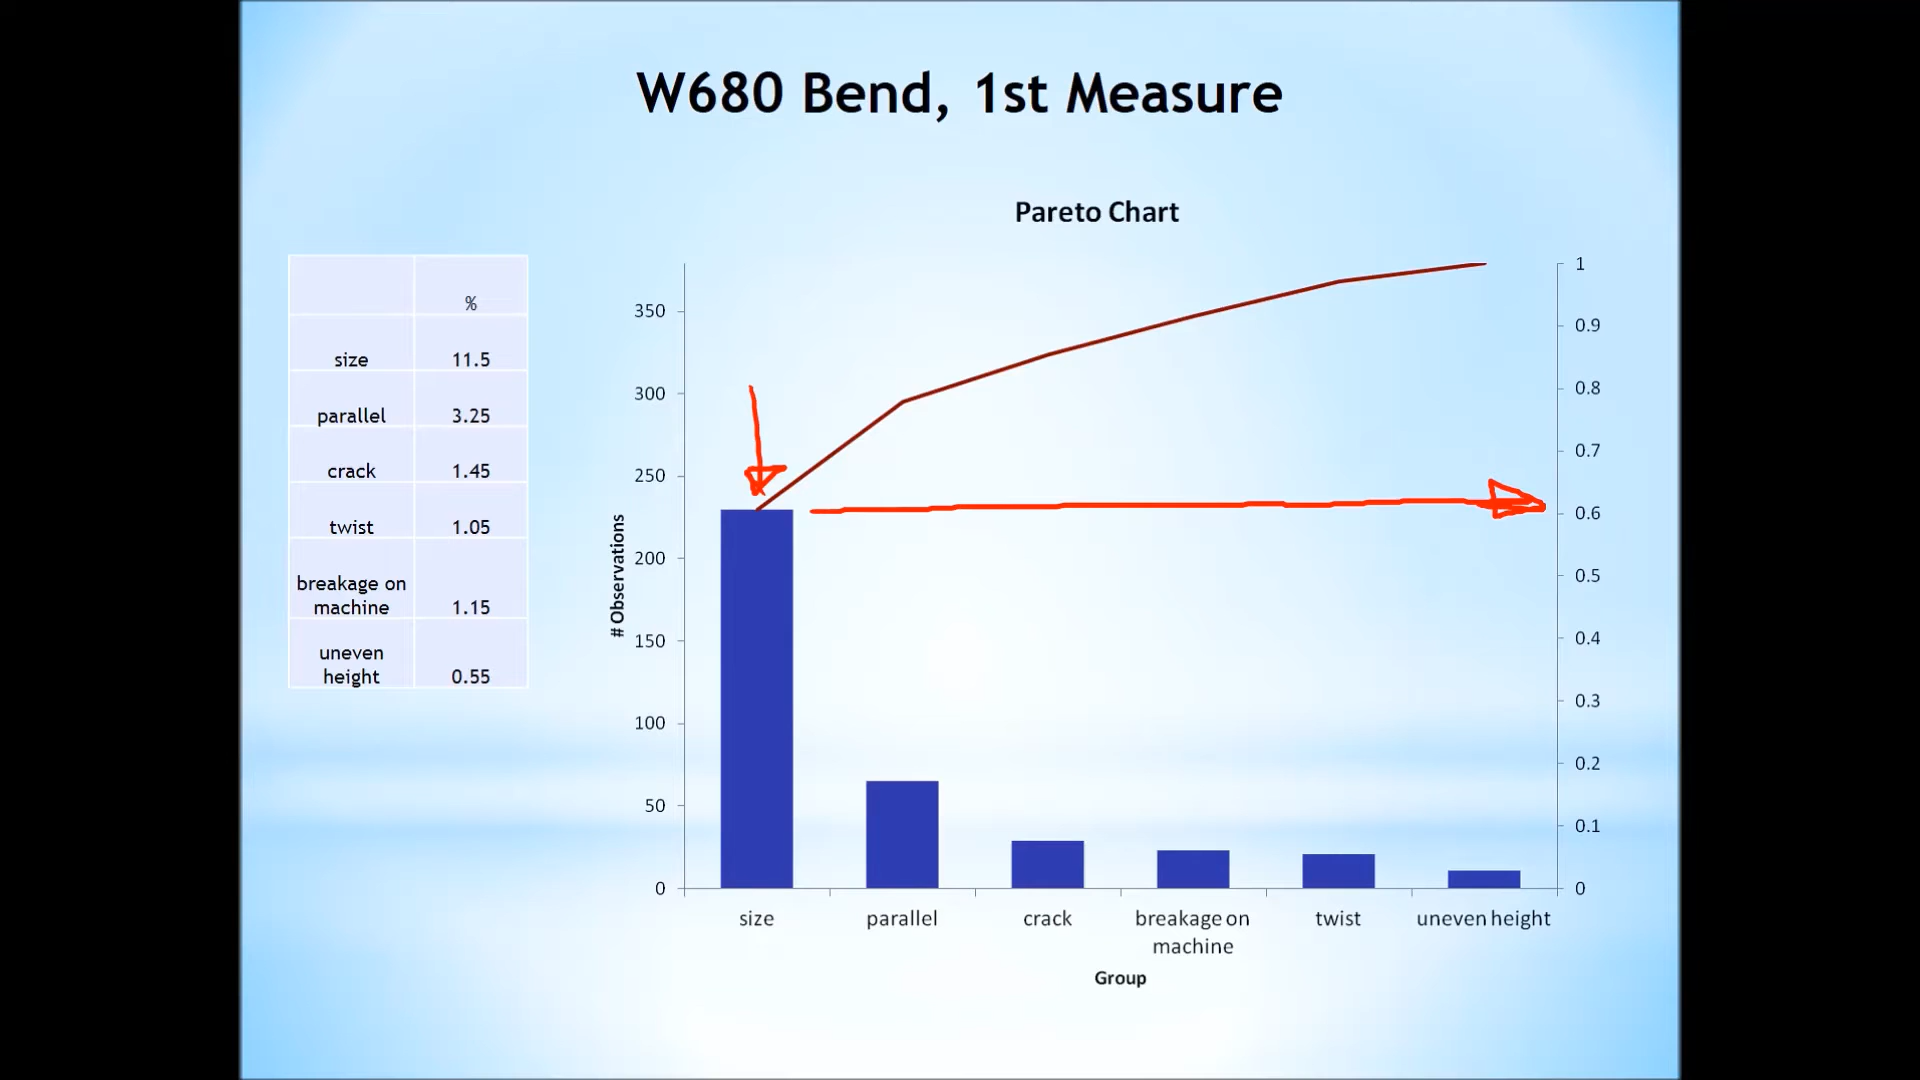 W680 Bend, 1st Measure
%
size 11.5
parallel 3.25
crack 1.45
twist 1.05
breakage on
machine 1.15
uneven
height 0.55
Pareto Chart
# Observations
350
300
250
200
150
100
50
0
1
0.9
0.8
0.7
0.6
0.5
0.4
0.3
0.2
0.1
0
size parallel crack breakage on twist uneven height
machine
Group